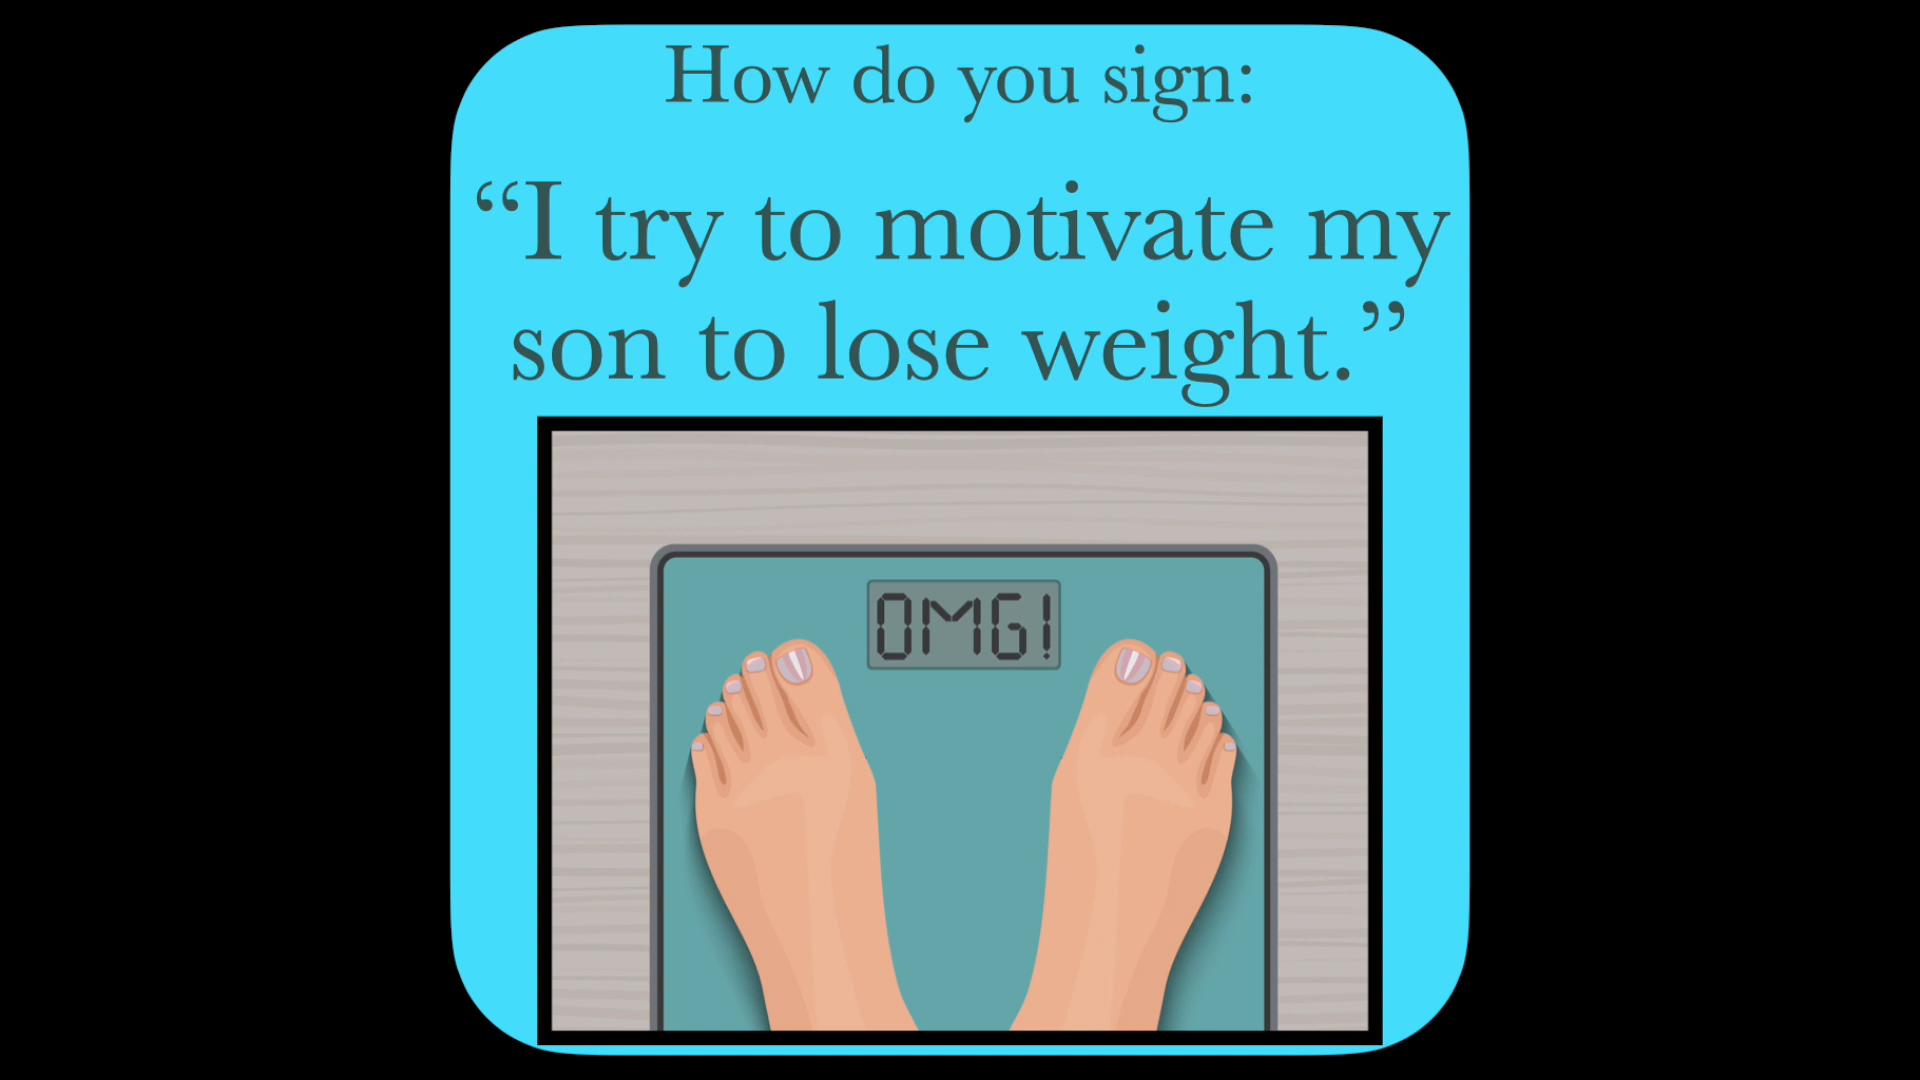 How do you sign:
“I try to motivate my
son to lose weight.”
OMG!